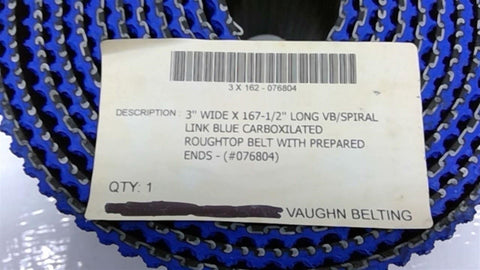 3 X 162 - 076804
DESCRIPTION: 3" WIDE X 167-1/2" LONG VB/SPIRAL
LINK BLUE CARBOXILATED
ROUGHTOP BELT WITH PREPARED
ENDS - (#076804)
QTY: 1
VAUGHN BELTING